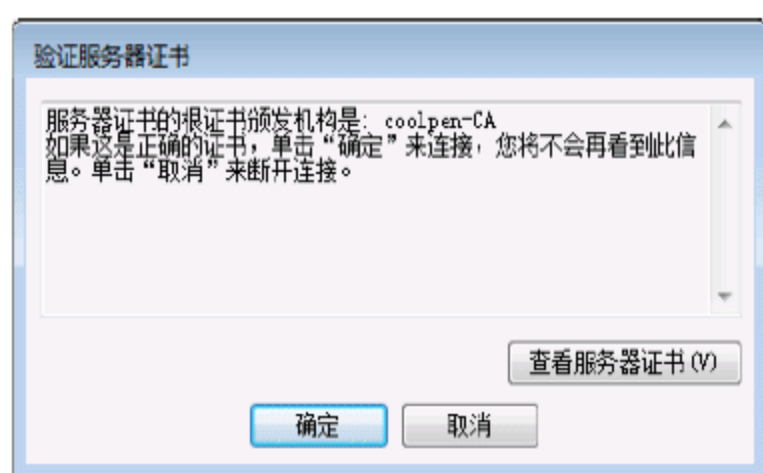 验证服务器证书
服务器证书的根证书颁发机构是: coolpen-CA
如果这是正确的证书，单击“确定”来连接，您将不会再看到此信
息。单击“取消”来断开连接。
查看服务器证书(V)
确定
取消